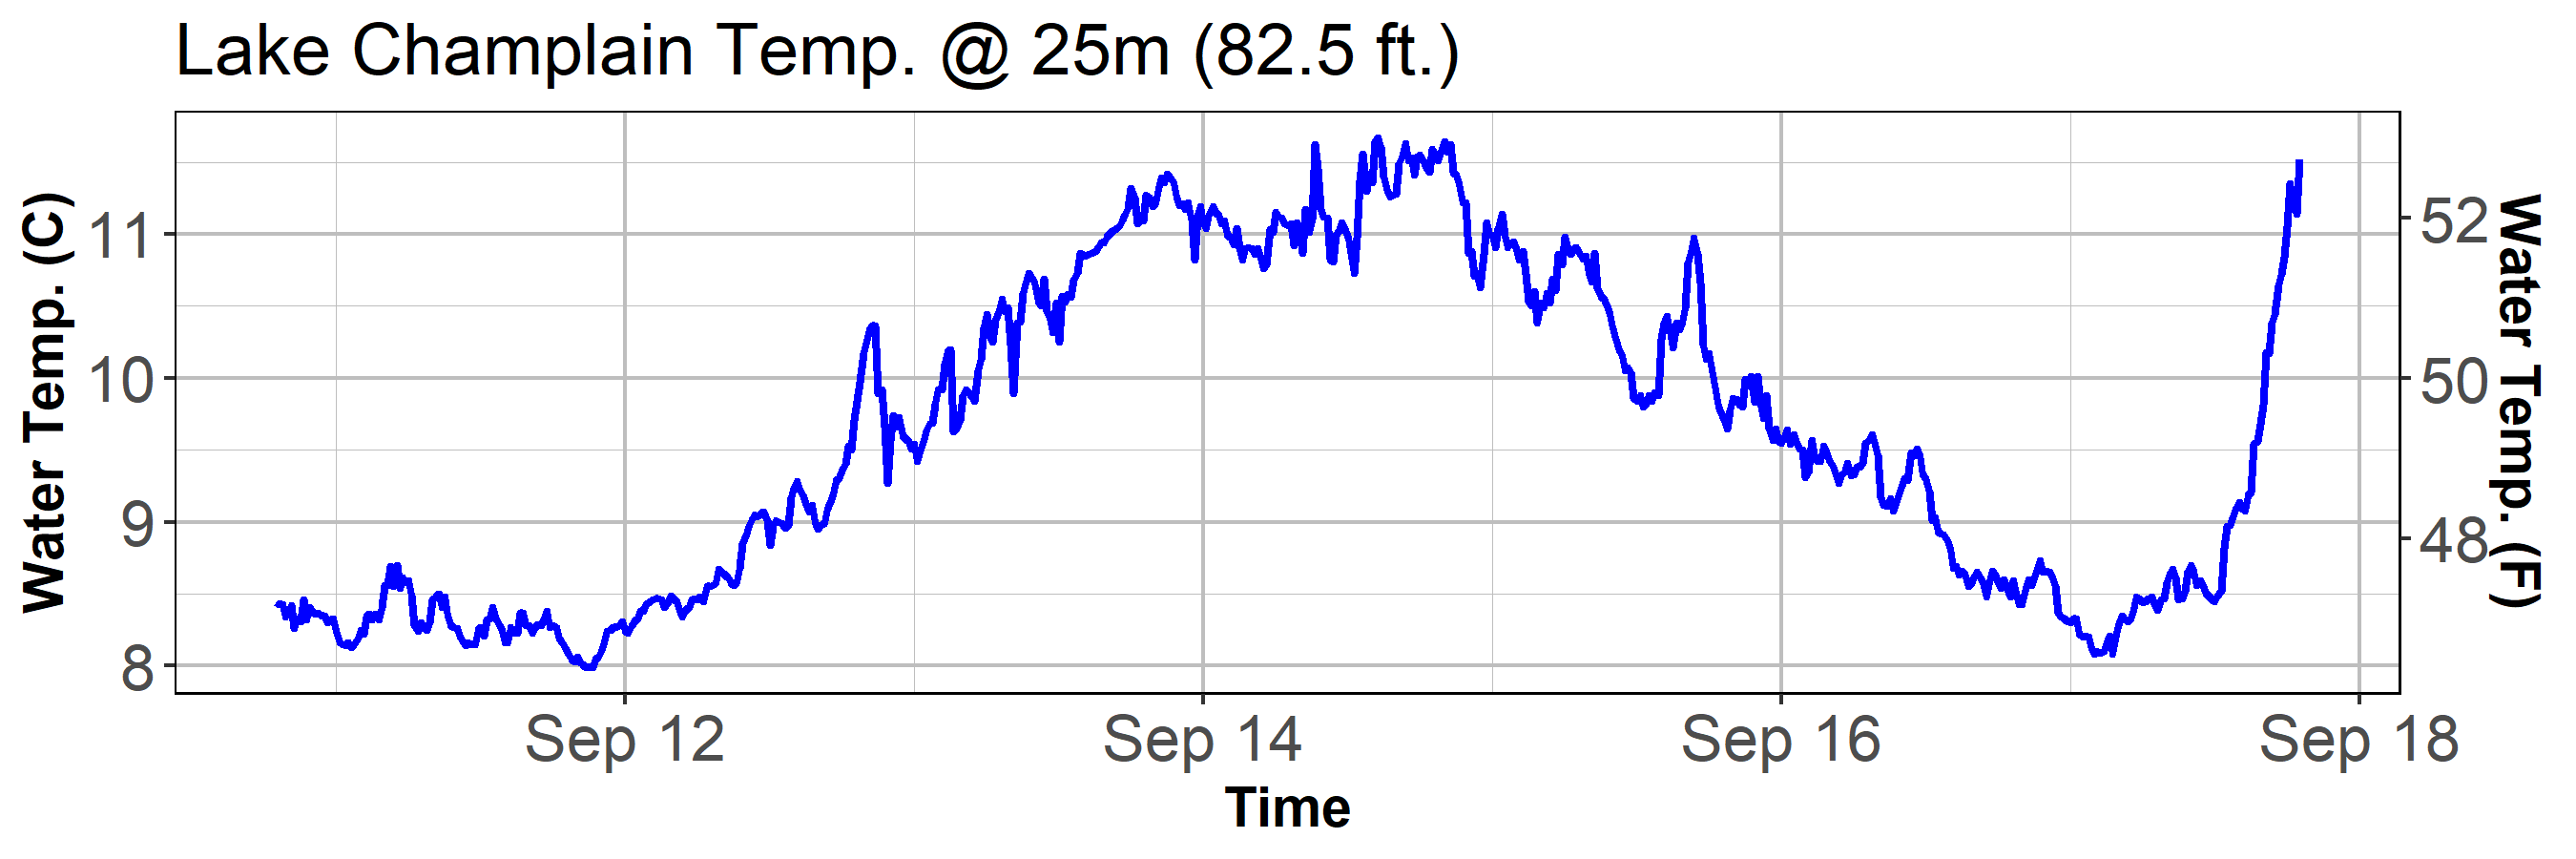 Lake Champlain Temp. @ 25m (82.5 ft.)
Water Temp. (C)
11
10
9
8
52
50
48
Water Temp. (F)
Sep 12
Sep 14
Sep 16
Sep 18
Time